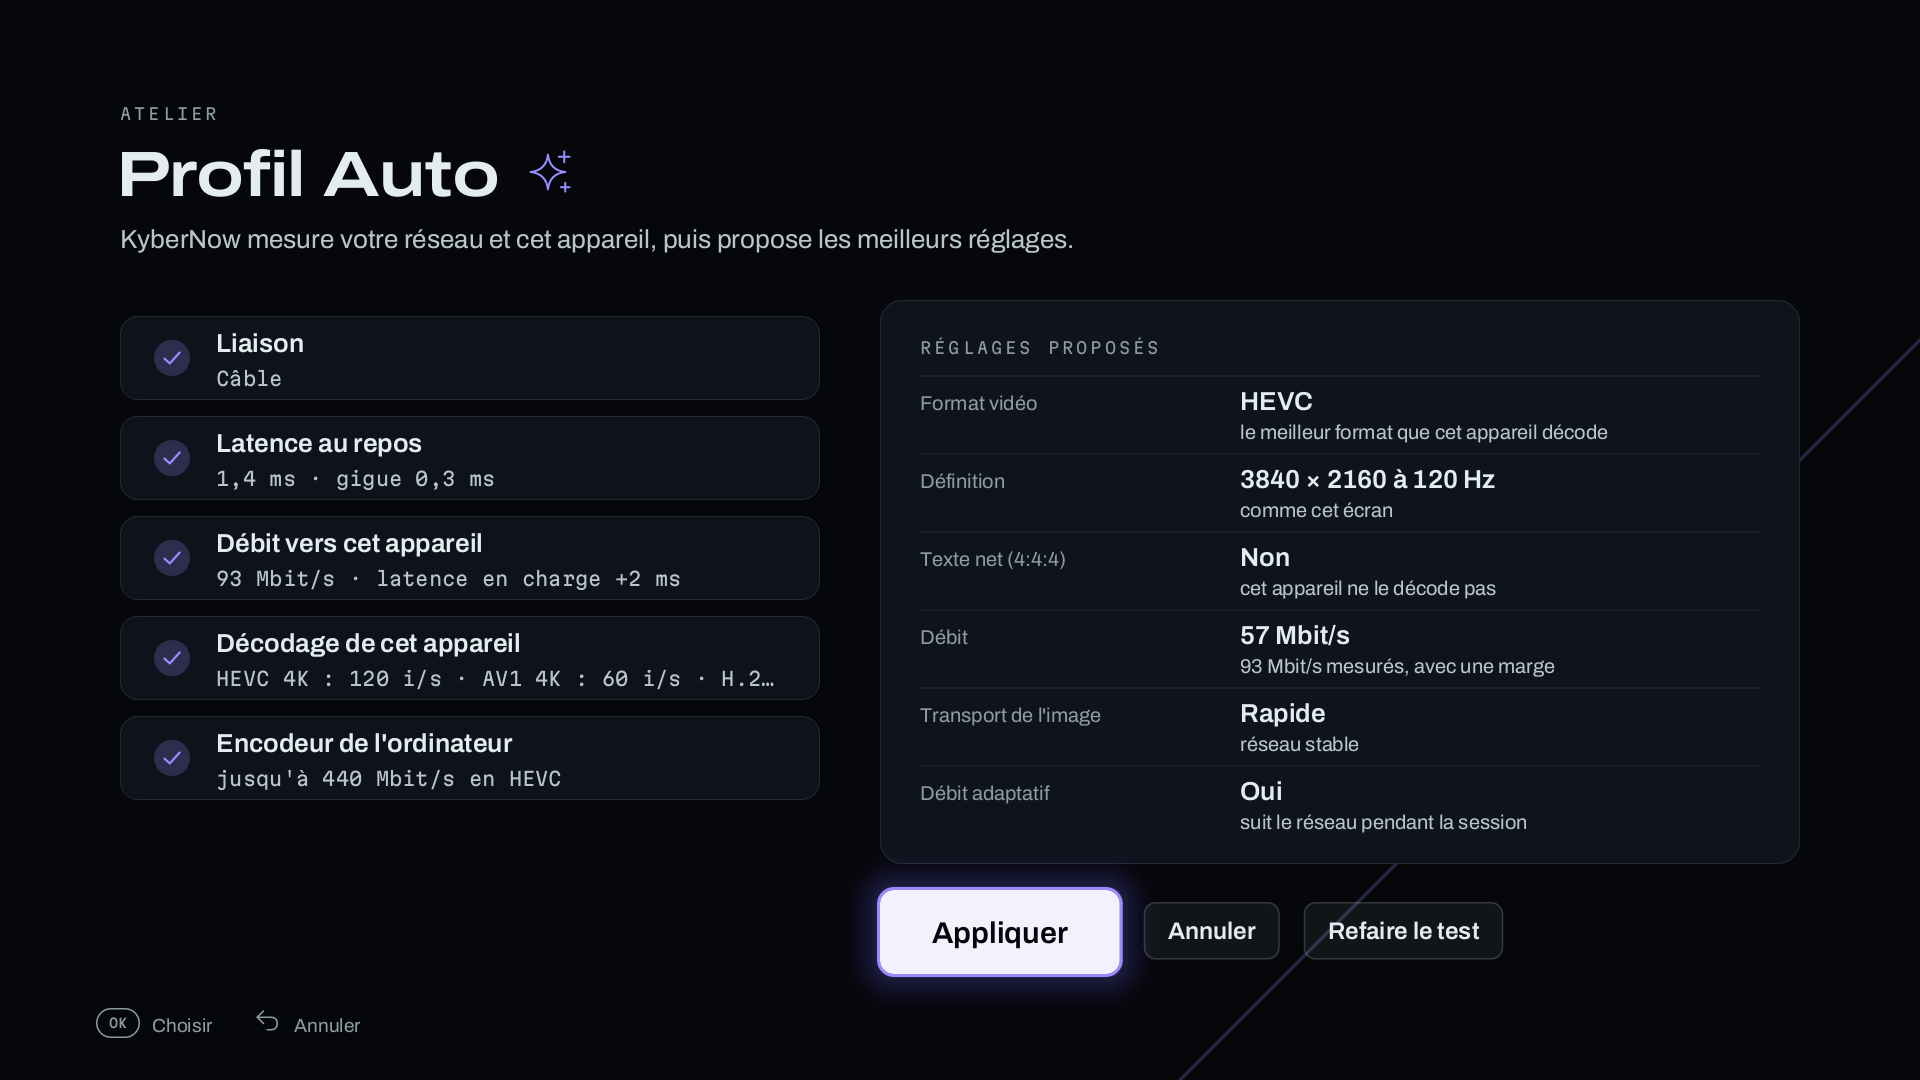 ATELIER
Profil Auto
KyberNow mesure votre réseau et cet appareil, puis propose les meilleurs réglages.
Liaison
Câble
Latence au repos
1,4 ms · gigue 0,3 ms
Débit vers cet appareil
93 Mbit/s · latence en charge +2 ms
Décodage de cet appareil
HEVC 4K : 120 i/s · AV1 4K : 60 i/s · H.2…
Encodeur de l'ordinateur
jusqu'à 440 Mbit/s en HEVC
RÉGLAGES PROPOSÉS
Format vidéo
HEVC
le meilleur format que cet appareil décode
Définition
3840 × 2160 à 120 Hz
comme cet écran
Texte net (4:4:4)
Non
cet appareil ne le décode pas
Débit
57 Mbit/s
93 Mbit/s mesurés, avec une marge
Transport de l'image
Rapide
réseau stable
Débit adaptatif
Oui
suit le réseau pendant la session
Appliquer
Annuler
Refaire le test
OK Choisir
Annuler